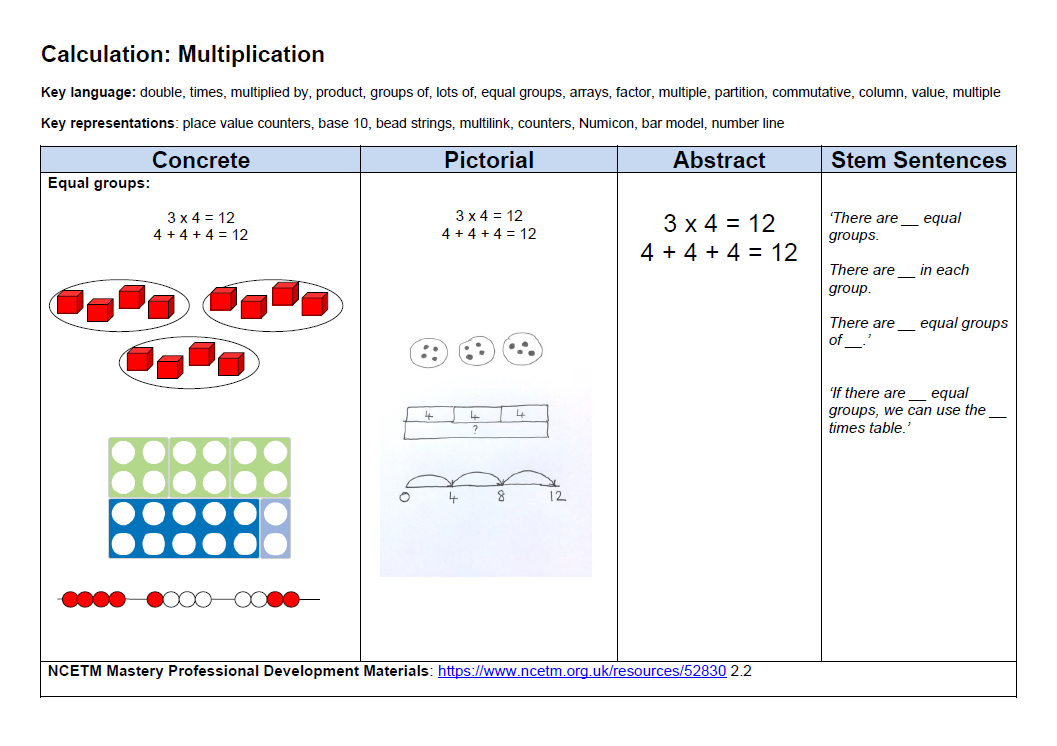 Calculation: Multiplication
Key language: double, times, multiplied by, product, groups of, lots of, equal groups, arrays, factor, multiple, partition, commutative, column, value, multiple
Key representations: place value counters, base 10, bead strings, multilink, counters, Numicon, bar model, number line
Concrete
Pictorial
Abstract
Stem Sentences
Equal groups:
3 x 4 = 12
4 + 4 + 4 = 12
3 x 4 = 12
4 + 4 + 4 = 12
4 4 4
?
0 4 8 12
3 x 4 = 12
4 + 4 + 4 = 12
‘There are __ equal
groups.
There are __ in each
group.
There are __ equal groups
of __.’
‘If there are __ equal
groups, we can use the __
times table.’
NCETM Mastery Professional Development Materials: https://www.ncetm.org.uk/resources/52830 2.2